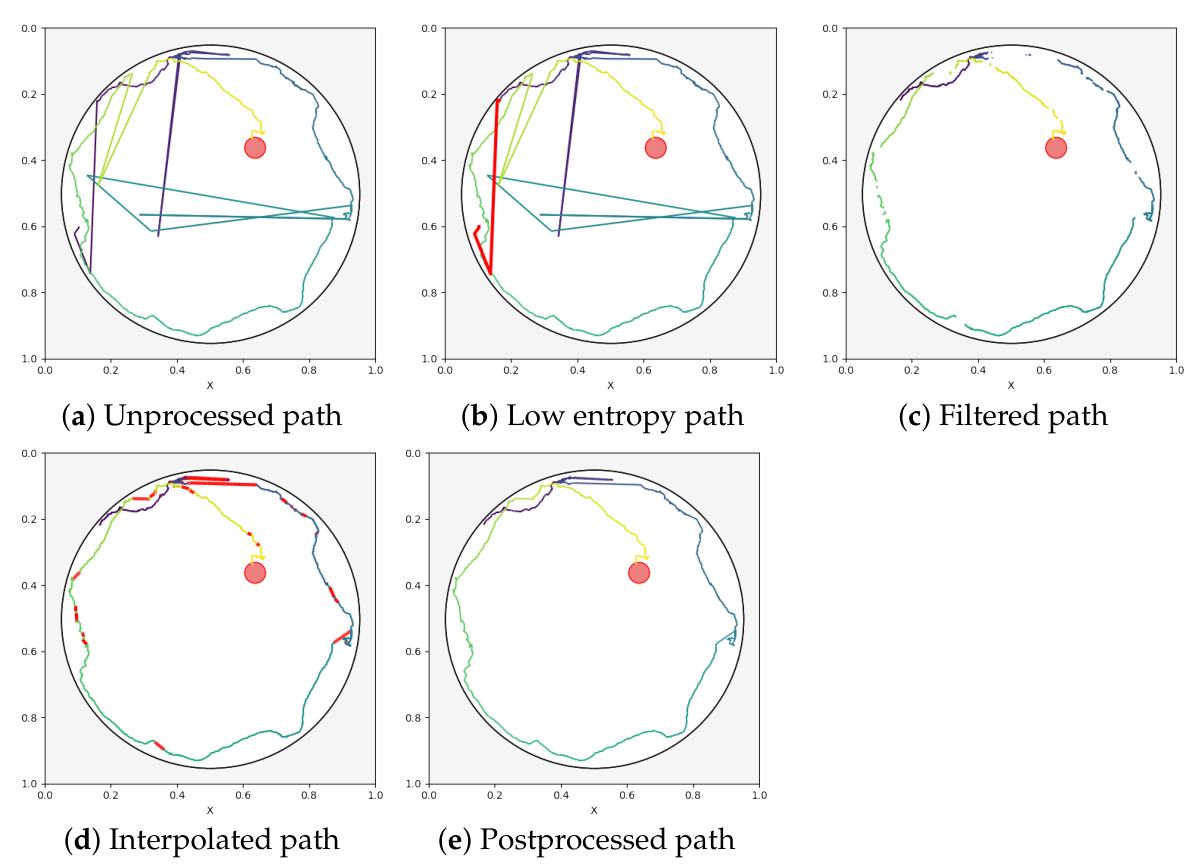 0.0 0.0 0.0
0.2 0.2 0.2
0.4 0.4 0.4
0.6 0.6 0.6
0.8 0.8 0.8
1.0 1.0 1.0
0.0 0.2 0.4 0.6 0.8 1.0 0.0 0.2 0.4 0.6 0.8 1.0 0.0 0.2 0.4 0.6 0.8 1.0
X X X
(a) Unprocessed path (b) Low entropy path (c) Filtered path
0.0 0.0
0.2 0.2
0.4 0.4
0.6 0.6
0.8 0.8
1.0 1.0
0.0 0.2 0.4 0.6 0.8 1.0 0.0 0.2 0.4 0.6 0.8 1.0
X X
(d) Interpolated path (e) Postprocessed path